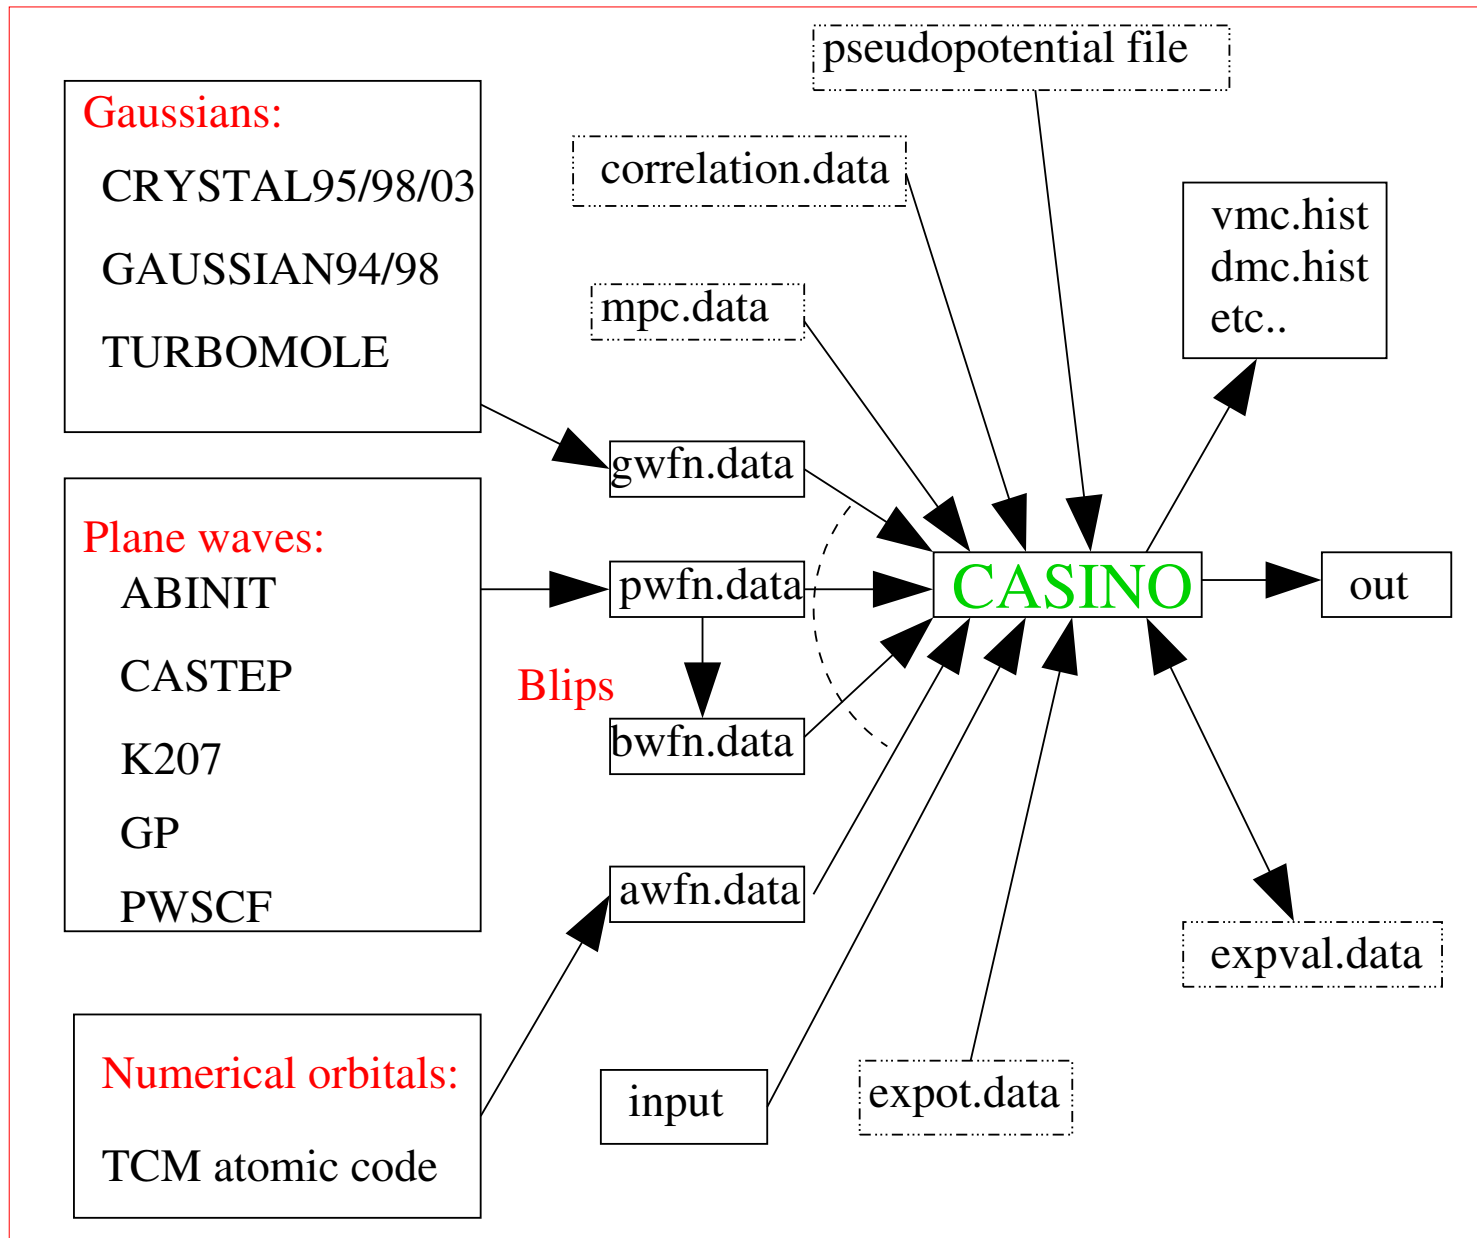 pseudopotential file
Gaussians:
CRYSTAL95/98/03
GAUSSIAN94/98
TURBOMOLE
correlation.data
mpc.data
vmc.hist
dmc.hist
etc..
gwfn.data
Plane waves:
ABINIT
CASTEP
K207
GP
PWSCF
pwfn.data
Blips
bwfn.data
CASINO
out
awfn.data
expval.data
Numerical orbitals:
TCM atomic code
input
expot.data